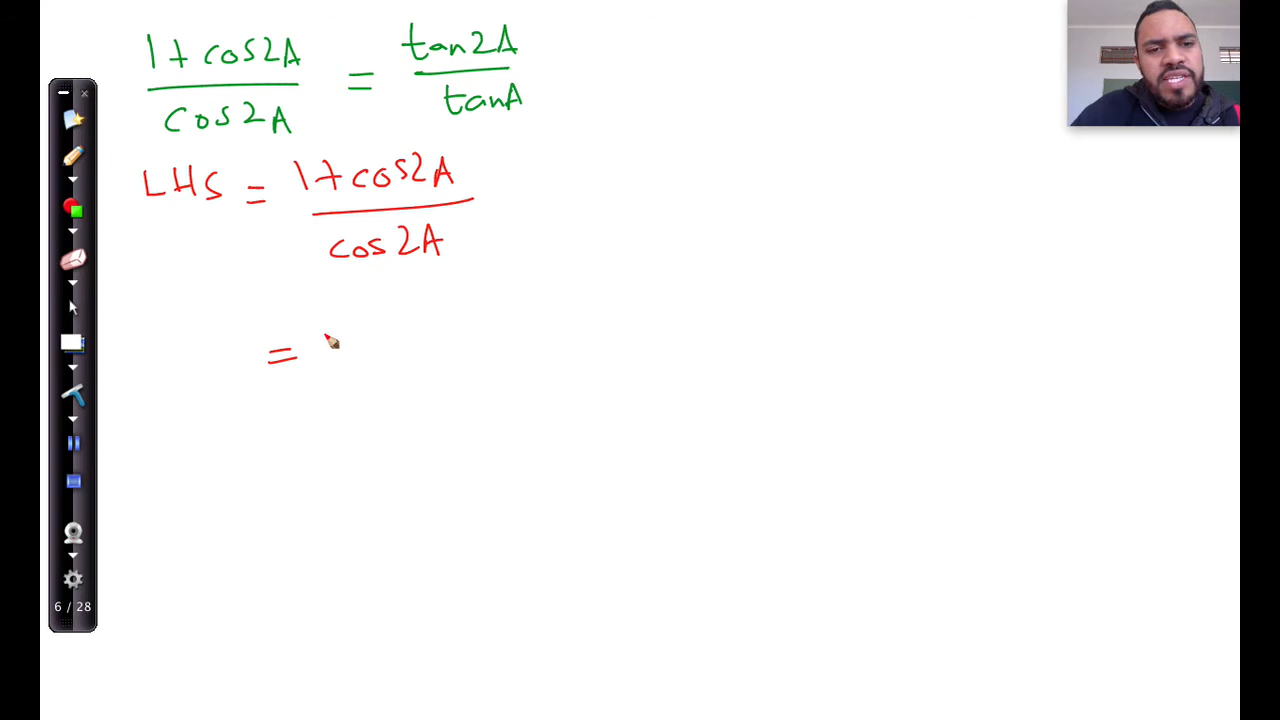 1+cos2A / cos2A = tan2A / tanA
LHS = 1+cos2A / cos2A
=
6 / 28